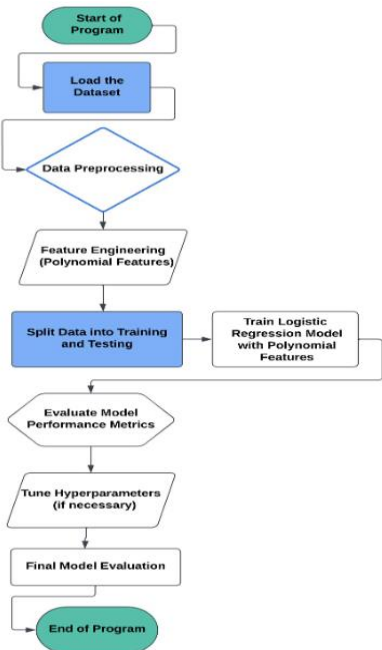 Start of
Program
Load the
Dataset
Data Preprocessing
Feature Engineering
(Polynomial Features)
Split Data into Training
and Testing
Train Logistic
Regression Model
with Polynomial
Features
Evaluate Model
Performance Metrics
Tune Hyperparameters
(if necessary)
Final Model Evaluation
End of Program